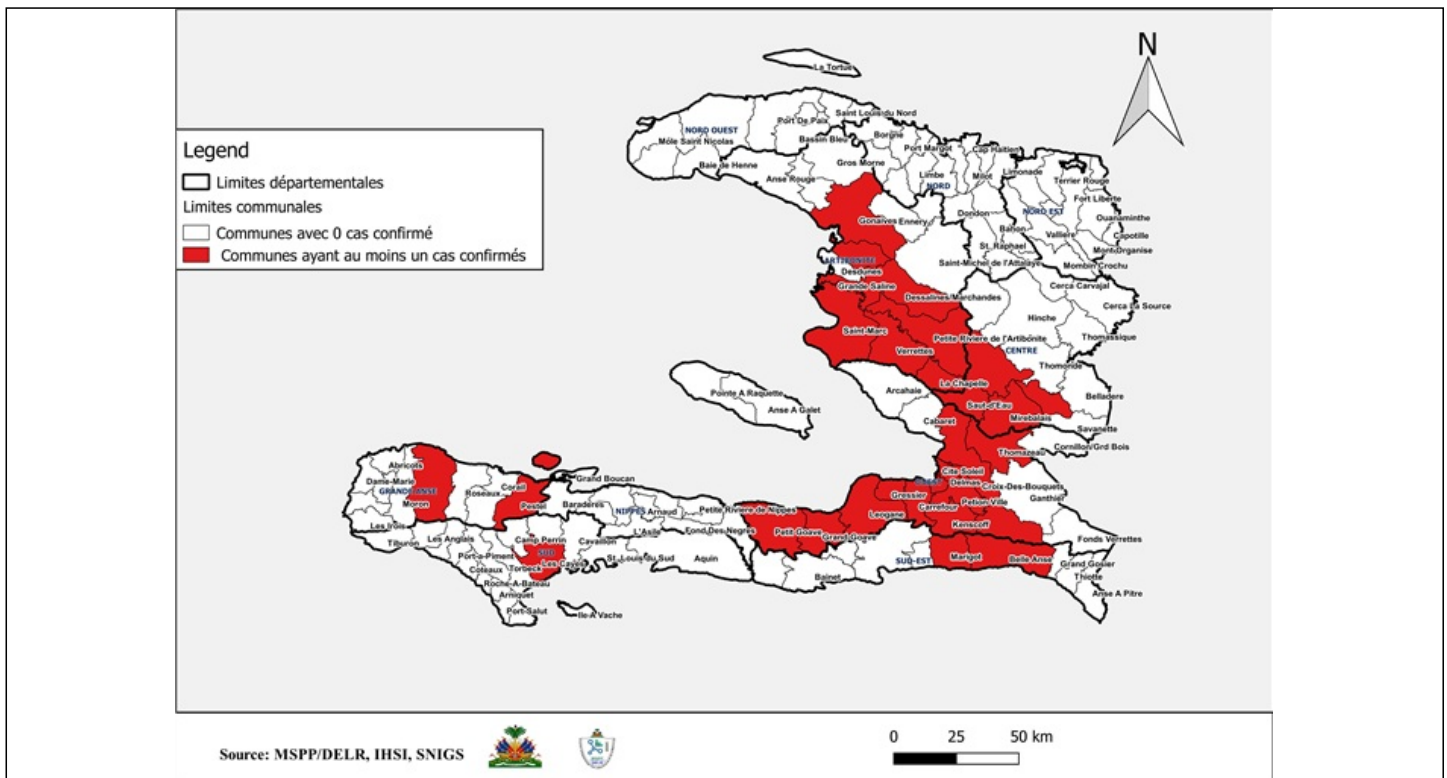 N
La Tortue
Saint Louis du Nord
Port De Paix
NORD OUEST
Môle Saint Nicolas
Bassin Bleu
Borgne
Port Margot
Cap Haïtien
Baie de Henne
Gros Morne
Limbe
Milot
Limonade
Terrier Rouge
Anse Rouge
NORD
Fort Liberte
Dondon
NORD EST
Ouanaminthe
Gonaïves
Ennery
Bahon
Valliere
Capotille
St. Raphael
Mont-Organise
Saint-Michel de l'Attalaye
Mombin Crochu
ARTIBONITE
Desdunes
Grande Saline
Cerca Carvajal
Dessalines/Marchandes
Cerca La Source
Hinche
Saint-Marc
Petite Riviere de l'Artibonite
Thomassique
Verrettes
CENTRE
Thomonde
La Chapelle
Arcahaie
Belladere
Pointe A Raquette
Saut-d'Eau
Anse A Galet
Mirebalais
Cabaret
Savanette
Cornillon/Grd Bois
Thomazeau
Cite Soleil
Abricots
Grand Boucan
Delmas
Croix-Des-Bouquets
Dame-Marie
Corail
GRANDE ANSE
Roseaux
Gressier
Ganthier
Moron
Pestel
Baraderes
Petion Ville
Carrefour
NIPPES
Arnaud
Petite Riviere de Nippes
Leogane
Les Irois
L'Asile
Fond Des Negres
Petit Goave
Grand Goave
Kenscoff
Tiburon
Les Anglais
Camp Perrin
Cavaillon
Fonds Verrettes
SUD
Port-a-Piment
St. Louis du Sud
Aquin
SUD-EST
Marigot
Belle Anse
Torbeck
Les Cayes
Grand Gosier
Coteaux
Bainet
Thiotte
Roche-A-Bateau
Arniquet
Anse A Pitre
Port-Salut
Ile A Vache
Legend
Limites départementales
Limites communales
Communes avec 0 cas confirmé
Communes ayant au moins un cas confirmés
Source: MSPP/DELR, IHSI, SNIGS
0 25 50 km